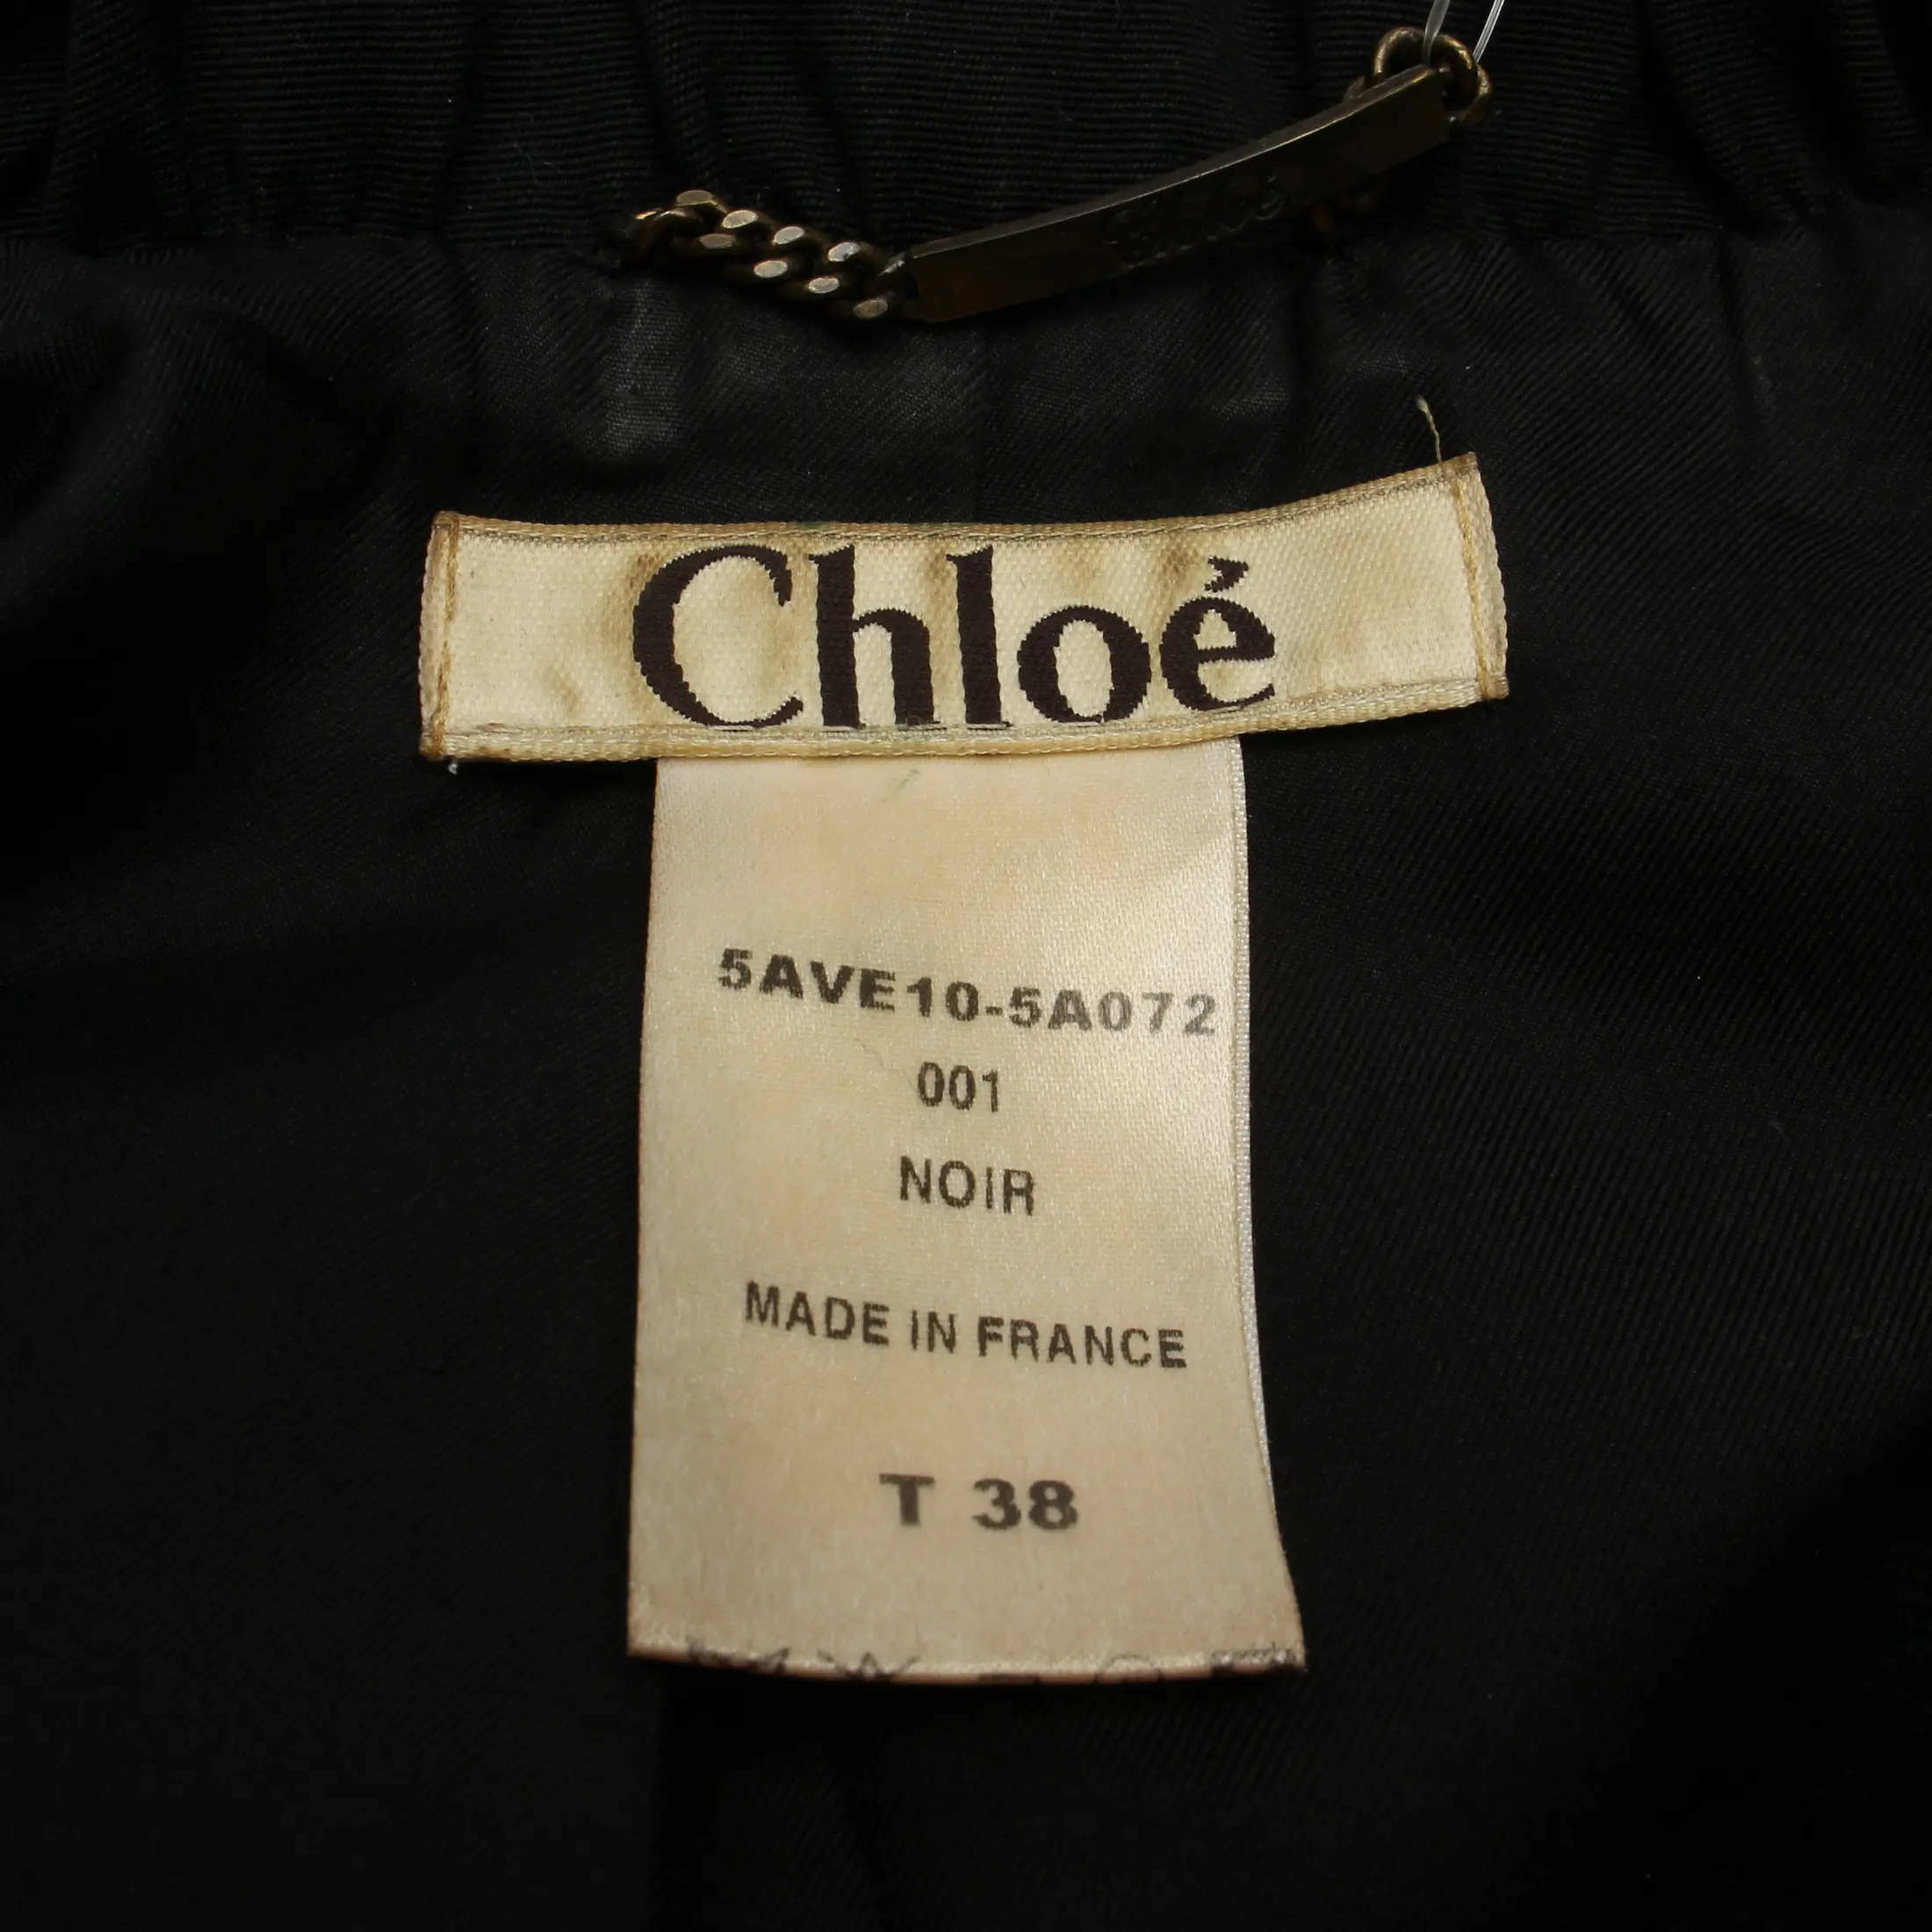 Chloé
5AVE10-5A072
001
NOIR
MADE IN FRANCE
T 38